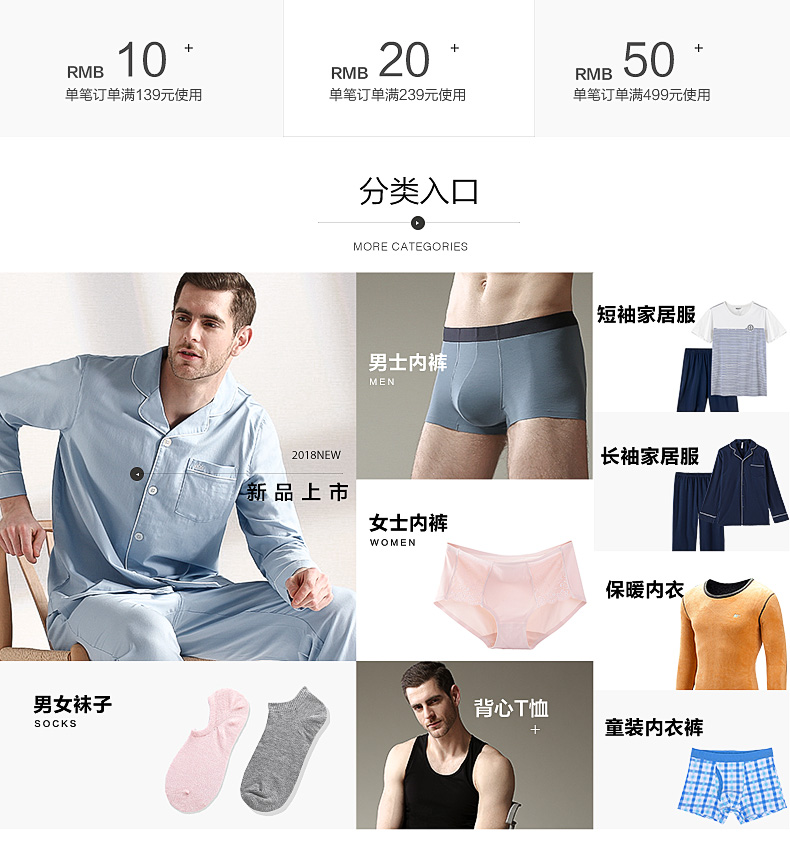 RMB 10 +
单笔订单满139元使用
RMB 20 +
单笔订单满239元使用
RMB 50 +
单笔订单满499元使用
分类入口
MORE CATEGORIES
2018NEW
新品上市
男士内裤
MEN
女士内裤
WOMEN
短袖家居服
长袖家居服
保暖内衣
男女袜子
SOCKS
背心T恤
+
童装内衣裤